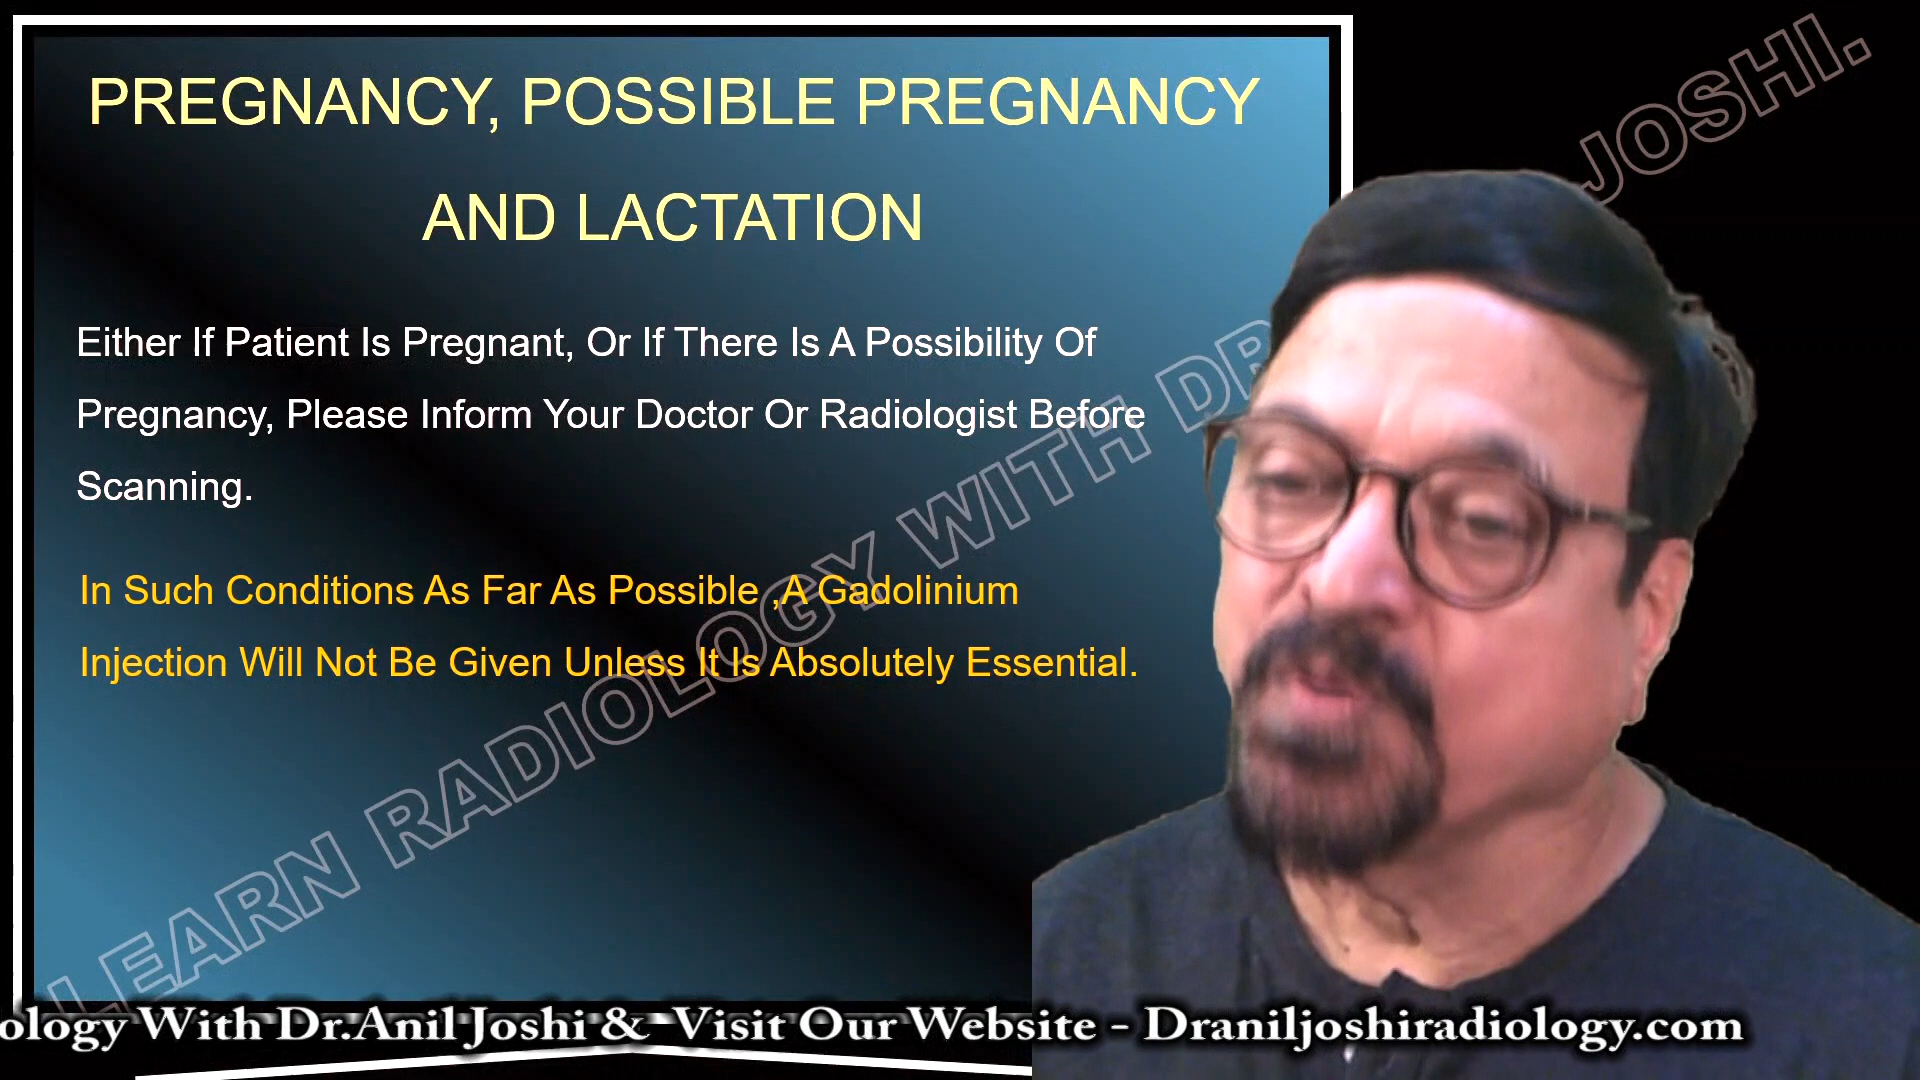 PREGNANCY, POSSIBLE PREGNANCY
AND LACTATION
Either If Patient Is Pregnant, Or If There Is A Possibility Of
Pregnancy, Please Inform Your Doctor Or Radiologist Before
Scanning.
In Such Conditions As Far As Possible ,A Gadolinium
Injection Will Not Be Given Unless It Is Absolutely Essential.
LEARN RADIOLOGY WITH DR JOSHI.
ology With Dr.Anil Joshi & Visit Our Website - Draniljoshiradiology.com